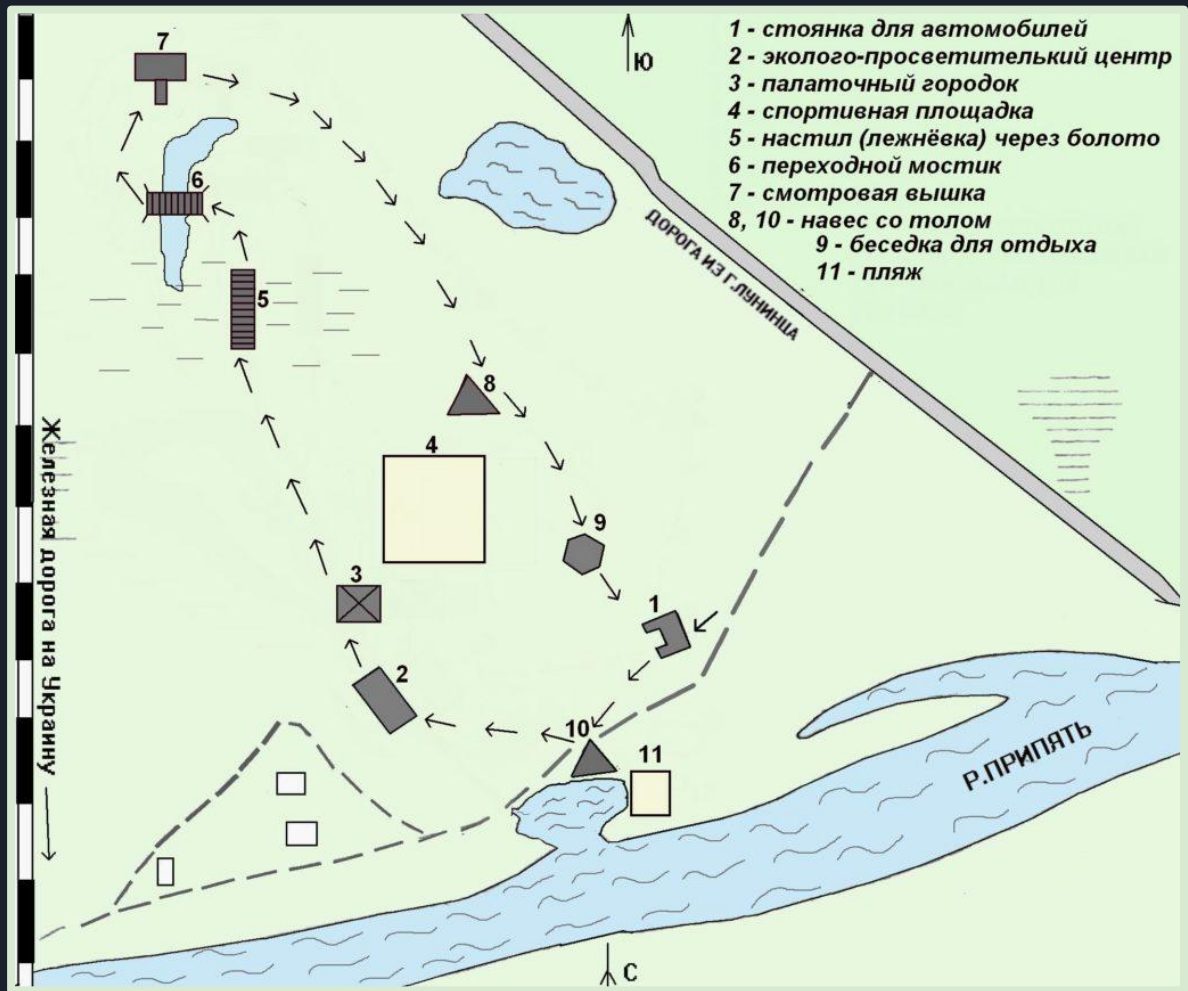 1 - стоянка для автомобилей
2 - эколого-просветителький центр
3 - палаточный городок
4 - спортивная площадка
5 - настил (лежнёвка) через болото
6 - переходной мостик
7 - смотровая вышка
8, 10 - навес со толом
9 - беседка для отдыха
11 - пляж
Ю
7
6
5
ДОРОГА ИЗ Г.ЛУНИНЦА
8
4
9
3
1
2
10
11
Железная дорога на Украину
Р.ПРИПЯТЬ
С